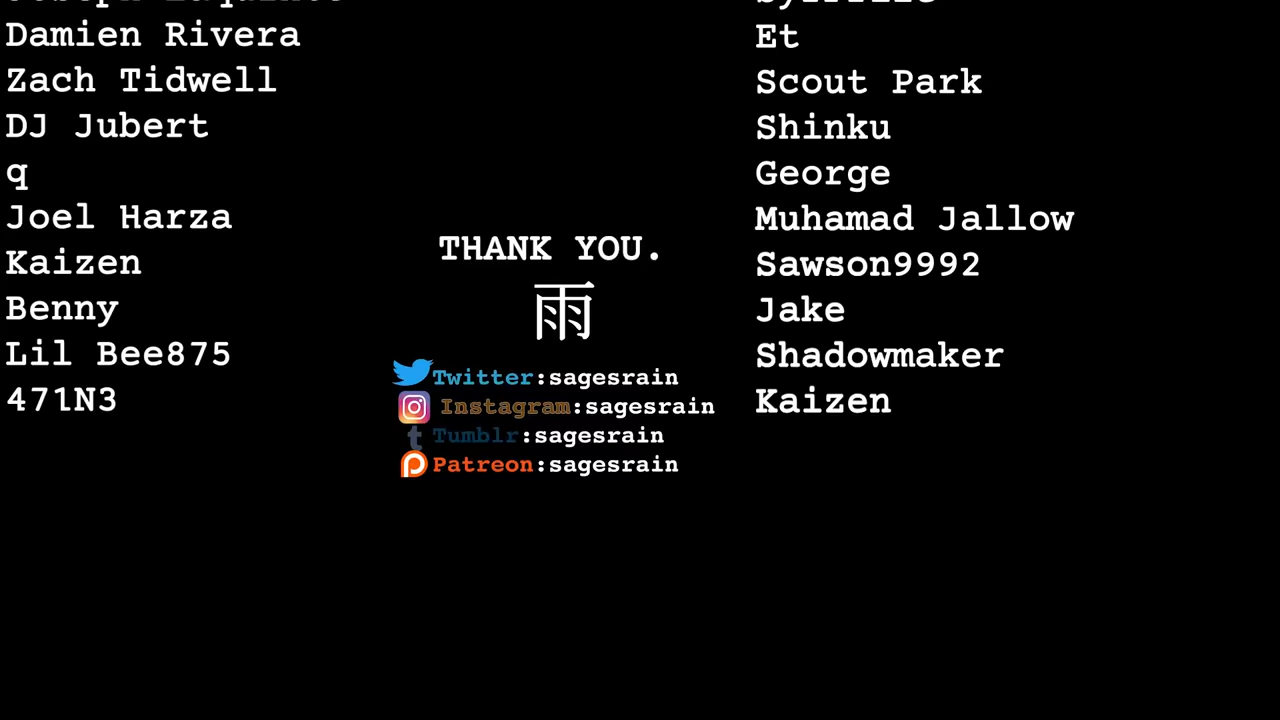 Damien Rivera
Zach Tidwell
DJ Jubert
q
Joel Harza
Kaizen
Benny
Lil Bee875
471N3
THANK YOU.
雨
Twitter:sagesrain
Instagram:sagesrain
Tumblr:sagesrain
Patreon:sagesrain
Et
Scout Park
Shinku
George
Muhamad Jallow
Sawson9992
Jake
Shadowmaker
Kaizen